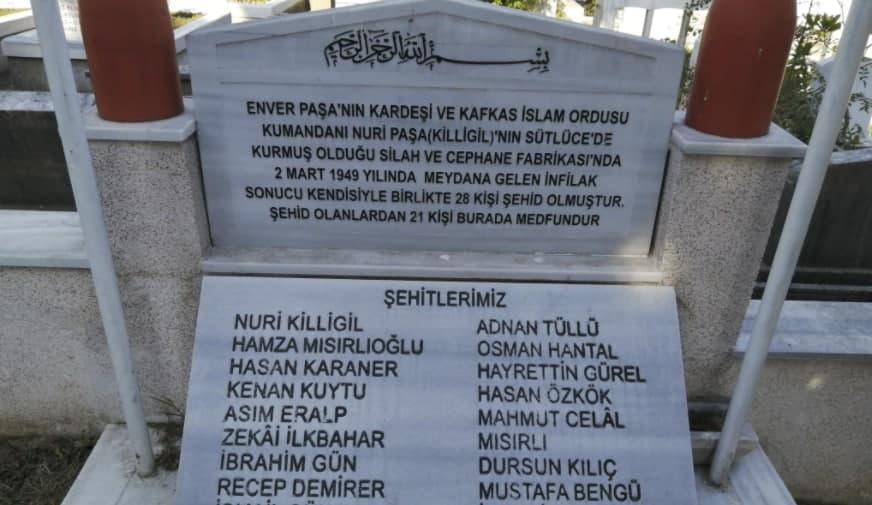 بسم الله الرحمن الرحيم
ENVER PAŞA'NIN KARDEŞİ VE KAFKAS İSLAM ORDUSU
KUMANDANI NURİ PAŞA(KİLLİGİL)'NIN SÜTLÜCE'DE
KURMUŞ OLDUĞU SİLAH VE CEPHANE FABRİKASI'NDA
2 MART 1949 YILINDA MEYDANA GELEN İNFİLAK
SONUCU KENDİSİYLE BİRLİKTE 28 KİŞİ ŞEHİD OLMUŞTUR.
ŞEHİD OLANLARDAN 21 KİŞİ BURADA MEDFUNDUR
ŞEHİTLERİMİZ
NURİ KİLLİGİL
HAMZA MISIRLIOĞLU
HASAN KARANER
KENAN KUYTU
ASIM ERALP
ZEKÂİ İLKBAHAR
İBRAHİM GÜN
RECEP DEMİRER
ADNAN TÜLLÜ
OSMAN HANTAL
HAYRETTİN GÜREL
HASAN ÖZKÖK
MAHMUT CELÂL
MISIRLI
DURSUN KILIÇ
MUSTAFA BENGÜ